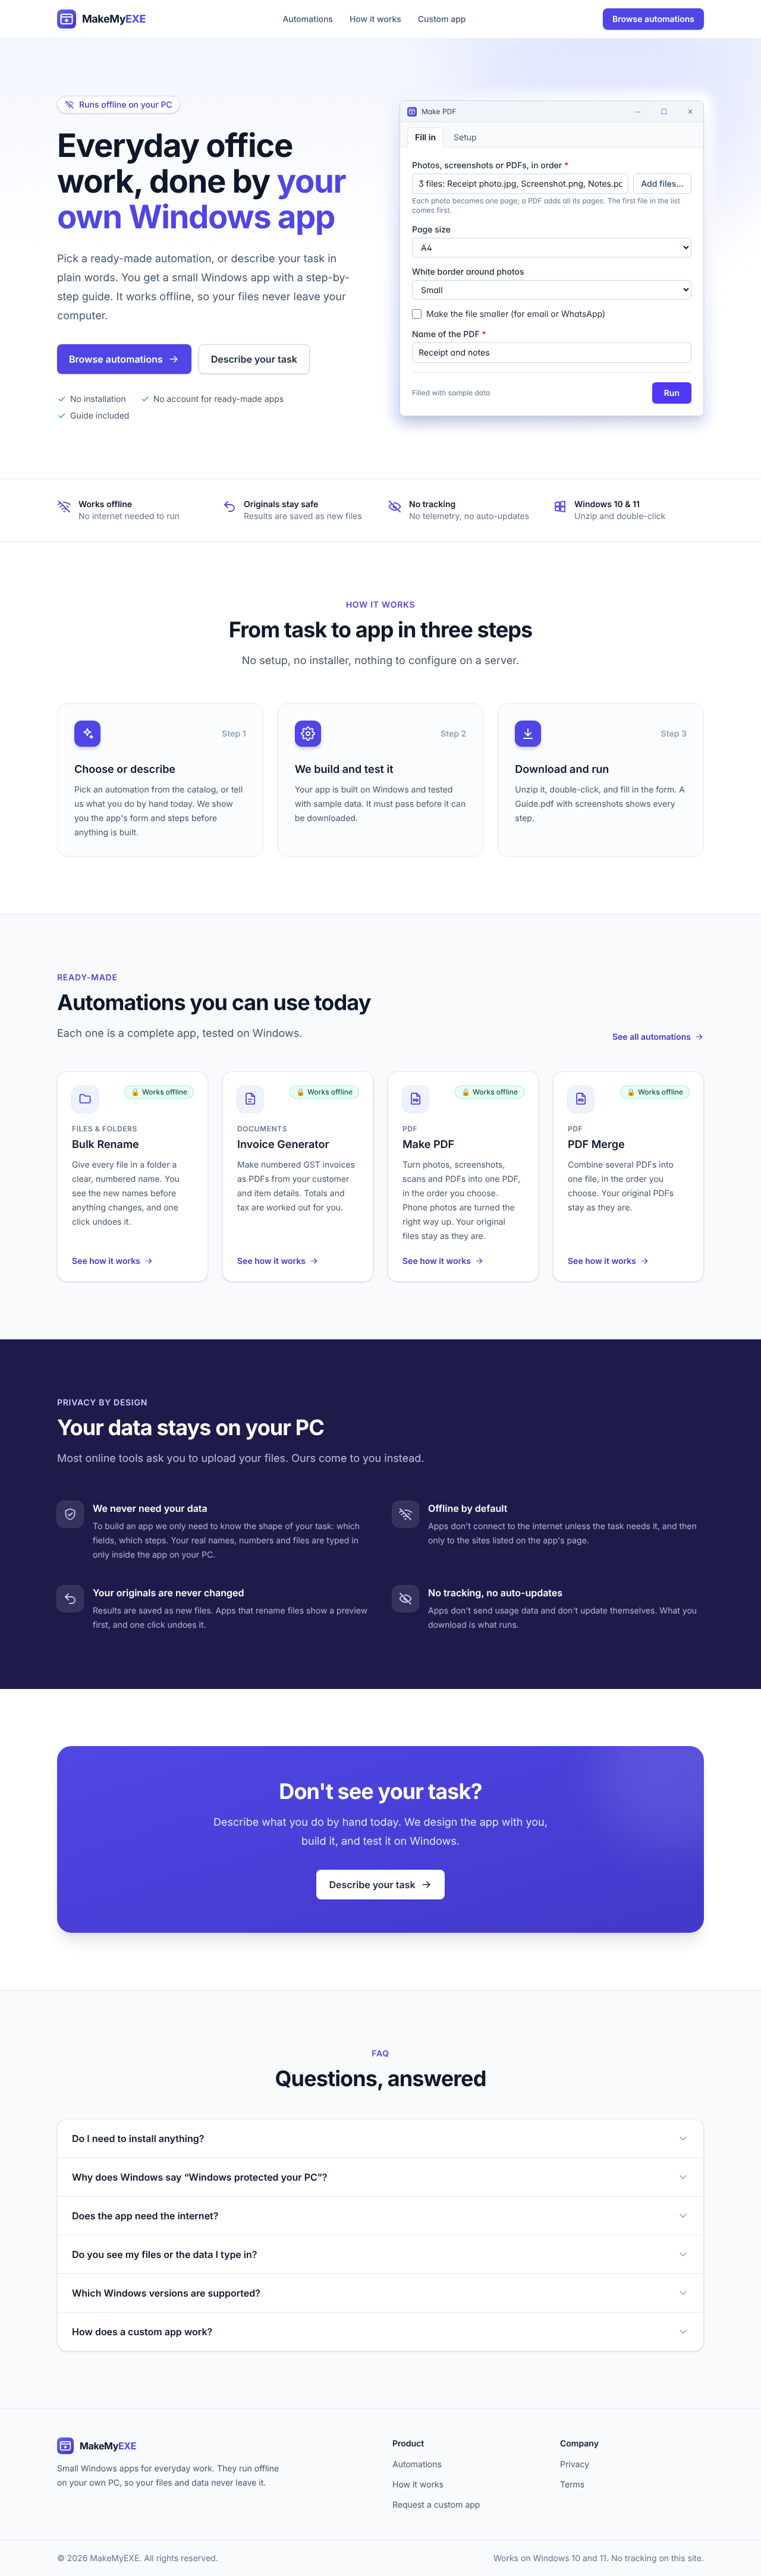 MakeMyEXE
Automations
How it works
Custom app
Browse automations
Runs offline on your PC
Everyday office
work, done by your
own Windows app
Pick a ready-made automation, or describe your task in
plain words. You get a small Windows app with a step-by-
step guide. It works offline, so your files never leave your
computer.
Browse automations →
Describe your task
No installation
No account for ready-made apps
Guide included
Make PDF
Fill in
Setup
Photos, screenshots or PDFs, in order *
3 files: Receipt photo.jpg, Screenshot.png, Notes.pd
Add files...
Each photo becomes one page; a PDF adds all its pages. The first file in the list
comes first.
Page size
A4
White border around photos
Small
Make the file smaller (for email or WhatsApp)
Name of the PDF *
Receipt and notes
Filled with sample data
Run
Works offline
No internet needed to run
Originals stay safe
Results are saved as new files
No tracking
No telemetry, no auto-updates
Windows 10 & 11
Unzip and double-click
HOW IT WORKS
From task to app in three steps
No setup, no installer, nothing to configure on a server.
Step 1
Choose or describe
Pick an automation from the catalog, or tell
us what you do by hand today. We show
you the app's form and steps before
anything is built.
Step 2
We build and test it
Your app is built on Windows and tested
with sample data. It must pass before it can
be downloaded.
Step 3
Download and run
Unzip it, double-click, and fill in the form. A
Guide.pdf with screenshots shows every
step.
READY-MADE
Automations you can use today
Each one is a complete app, tested on Windows.
See all automations →
Works offline
FILES & FOLDERS
Bulk Rename
Give every file in a folder a
clear, numbered name. You
see the new names before
anything changes, and one
click undoes it.
See how it works →
Works offline
DOCUMENTS
Invoice Generator
Make numbered GST invoices
as PDFs from your customer
and item details. Totals and
tax are worked out for you.
See how it works →
Works offline
PDF
Make PDF
Turn photos, screenshots,
scans and PDFs into one PDF,
in the order you choose.
Phone photos are turned the
right way up. Your original
files stay as they are.
See how it works →
Works offline
PDF
PDF Merge
Combine several PDFs into
one file, in the order you
choose. Your original PDFs
stay as they are.
See how it works →
PRIVACY BY DESIGN
Your data stays on your PC
Most online tools ask you to upload your files. Ours come to you instead.
We never need your data
To build an app we only need to know the shape of your task: which
fields, which steps. Your real names, numbers and files are typed in
only inside the app on your PC.
Offline by default
Apps don't connect to the internet unless the task needs it, and then
only to the sites listed on the app's page.
Your originals are never changed
Results are saved as new files. Apps that rename files show a preview
first, and one click undoes it.
No tracking, no auto-updates
Apps don't send usage data and don't update themselves. What you
download is what runs.
Don't see your task?
Describe what you do by hand today. We design the app with you,
build it, and test it on Windows.
Describe your task →
FAQ
Questions, answered
Do I need to install anything?
Why does Windows say “Windows protected your PC”?
Does the app need the internet?
Do you see my files or the data I type in?
Which Windows versions are supported?
How does a custom app work?
MakeMyEXE
Small Windows apps for everyday work. They run offline
on your own PC, so your files and data never leave it.
Product
Automations
How it works
Request a custom app
Company
Privacy
Terms
© 2026 MakeMyEXE. All rights reserved.
Works on Windows 10 and 11. No tracking on this site.